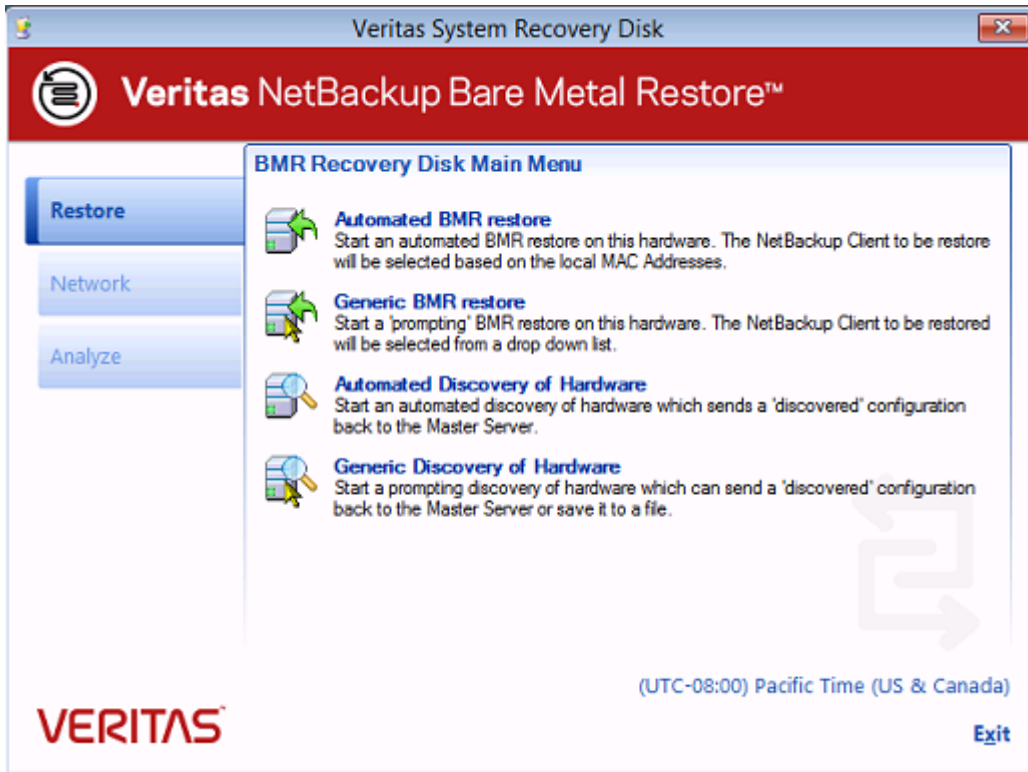 Veritas System Recovery Disk
Veritas NetBackup Bare Metal Restore™
Restore
Network
Analyze
BMR Recovery Disk Main Menu
Automated BMR restore
Start an automated BMR restore on this hardware. The NetBackup Client to be restore
will be selected based on the local MAC Addresses.
Generic BMR restore
Start a 'prompting' BMR restore on this hardware. The NetBackup Client to be restored
will be selected from a drop down list.
Automated Discovery of Hardware
Start an automated discovery of hardware which sends a 'discovered' configuration
back to the Master Server.
Generic Discovery of Hardware
Start a prompting discovery of hardware which can send a 'discovered' configuration
back to the Master Server or save it to a file.
(UTC-08:00) Pacific Time (US & Canada)
VERITAS
Exit